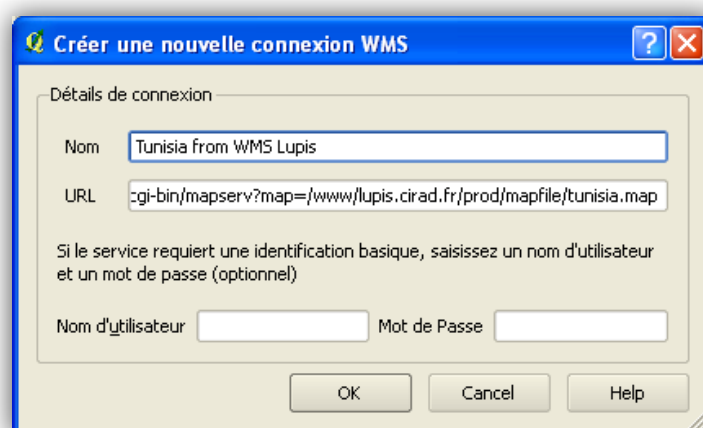 Créer une nouvelle connexion WMS
Détails de connexion
Nom Tunisia from WMS Lupis
URL cgi-bin/mapserv?map=/www/lupis.cirad.fr/prod/mapfile/tunisia.map
Si le service requiert une identification basique, saisissez un nom d'utilisateur
et un mot de passe (optionnel)
Nom d'utilisateur Mot de Passe
OK Cancel Help